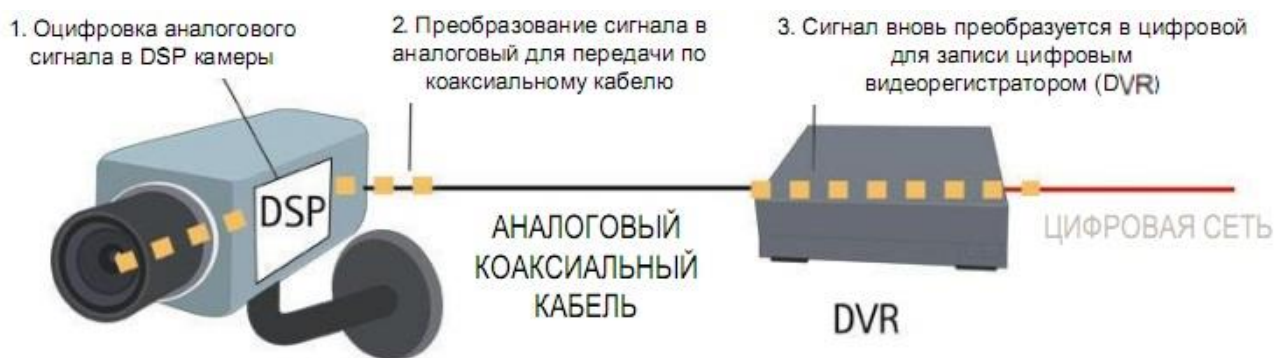 1. Оцифровка аналогового
сигнала в DSP камеры
2. Преобразование сигнала в
аналоговый для передачи по
коаксиальному кабелю
3. Сигнал вновь преобразуется в цифровой
для записи цифровым
видеорегистратором (DVR)
DSP
АНАЛОГОВЫЙ
КОАКСИАЛЬНЫЙ
КАБЕЛЬ
DVR
ЦИФРОВАЯ СЕТЬ